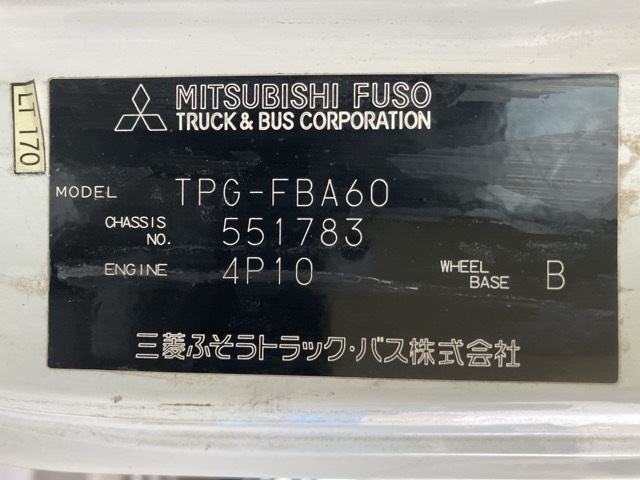 LT170
MITSUBISHI FUSO
TRUCK & BUS CORPORATION
MODEL TPG-FBA60
CHASSIS NO. 551783
ENGINE 4P10 WHEEL BASE B
三菱ふそうトラック・バス株式会社